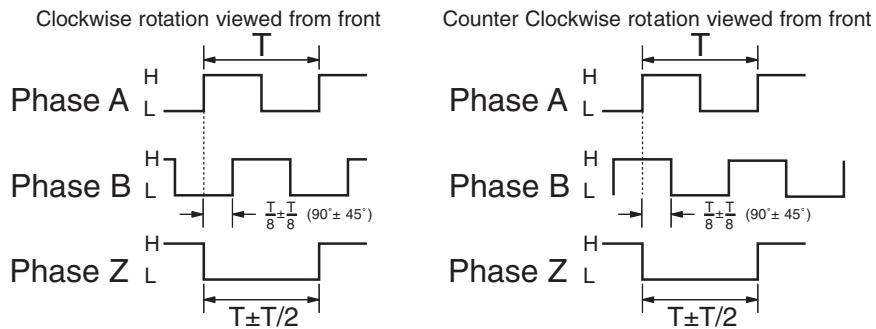 Clockwise rotation viewed from front
T
H
Phase A
L
H
Phase B
L
T/8 ± T/8 (90°± 45°)
H
Phase Z
L
T±T/2
Counter Clockwise rotation viewed from front
T
H
Phase A
L
H
Phase B
L
T/8 ± T/8 (90°± 45°)
H
Phase Z
L
T±T/2